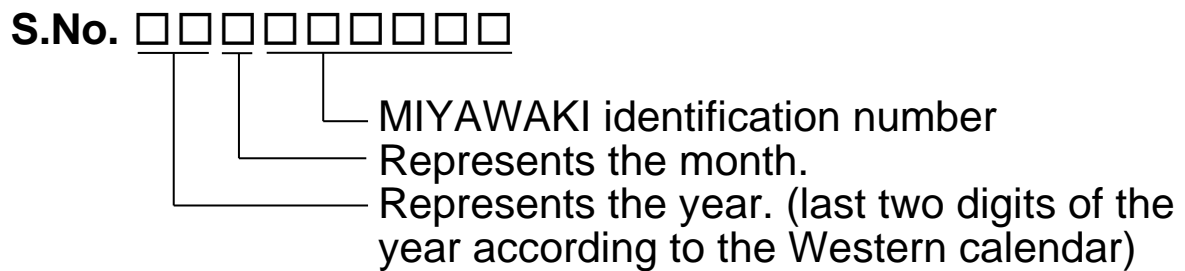 S.No. □□□□□□□□□
MIYAWAKI identification number
Represents the month.
Represents the year. (last two digits of the
year according to the Western calendar)